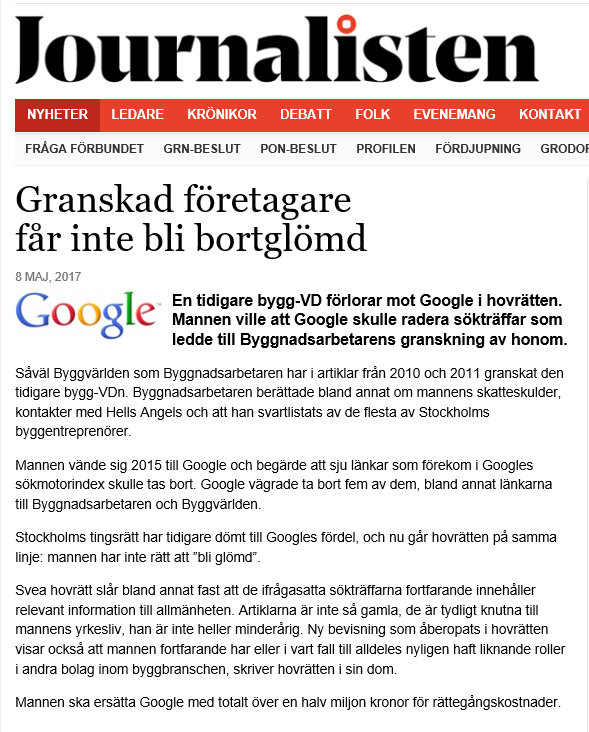 Journalisten
NYHETER LEDARE KRÖNIKOR DEBATT FOLK EVENEMANG KONTAKT
FRÅGA FÖRBUNDET GRN-BESLUT PON-BESLUT PROFILEN FÖRDJUPNING GRODOR
Granskad företagare
får inte bli bortglömd
8 MAJ, 2017
Google™
En tidigare bygg-VD förlorar mot Google i hovrätten.
Mannen ville att Google skulle radera sökträffar som
ledde till Byggnadsarbetarens granskning av honom.
Såväl Byggvärlden som Byggnadsarbetaren har i artiklar från 2010 och 2011 granskat den
tidigare bygg-VDn. Byggnadsarbetaren berättade bland annat om mannens skatteskulder,
kontakter med Hells Angels och att han svartlistats av de flesta av Stockholms
byggentreprenörer.
Mannen vände sig 2015 till Google och begärde att sju länkar som förekom i Googles
sökmotorindex skulle tas bort. Google vägrade ta bort fem av dem, bland annat länkarna
till Byggnadsarbetaren och Byggvärlden.
Stockholms tingsrätt har tidigare dömt till Googles fördel, och nu går hovrätten på samma
linje: mannen har inte rätt att ”bli glömd”.
Svea hovrätt slår bland annat fast att de ifrågasatta sökträffarna fortfarande innehåller
relevant information till allmänheten. Artiklarna är inte så gamla, de är tydligt knutna till
mannens yrkesliv, han är inte heller minderårig. Ny bevisning som åberopats i hovrätten
visar också att mannen fortfarande har eller i vart fall till alldeles nyligen haft liknande roller
i andra bolag inom byggbranschen, skriver hovrätten i sin dom.
Mannen ska ersätta Google med totalt över en halv miljon kronor för rättegångskostnader.